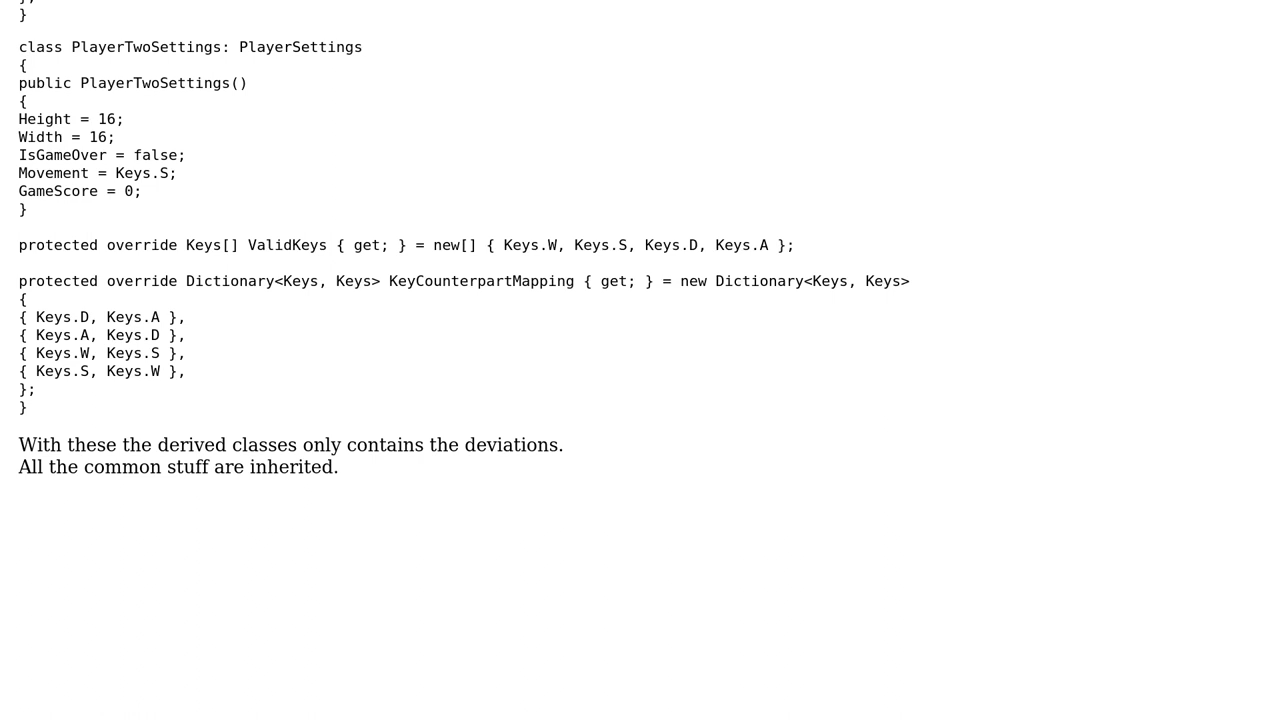 };
}
class PlayerTwoSettings: PlayerSettings
{
public PlayerTwoSettings()
{
Height = 16;
Width = 16;
IsGameOver = false;
Movement = Keys.S;
GameScore = 0;
}
protected override Keys[] ValidKeys { get; } = new[] { Keys.W, Keys.S, Keys.D, Keys.A };
protected override Dictionary<Keys, Keys> KeyCounterpartMapping { get; } = new Dictionary<Keys, Keys>
{
{ Keys.D, Keys.A },
{ Keys.A, Keys.D },
{ Keys.W, Keys.S },
{ Keys.S, Keys.W },
};
}
With these the derived classes only contains the deviations.
All the common stuff are inherited.